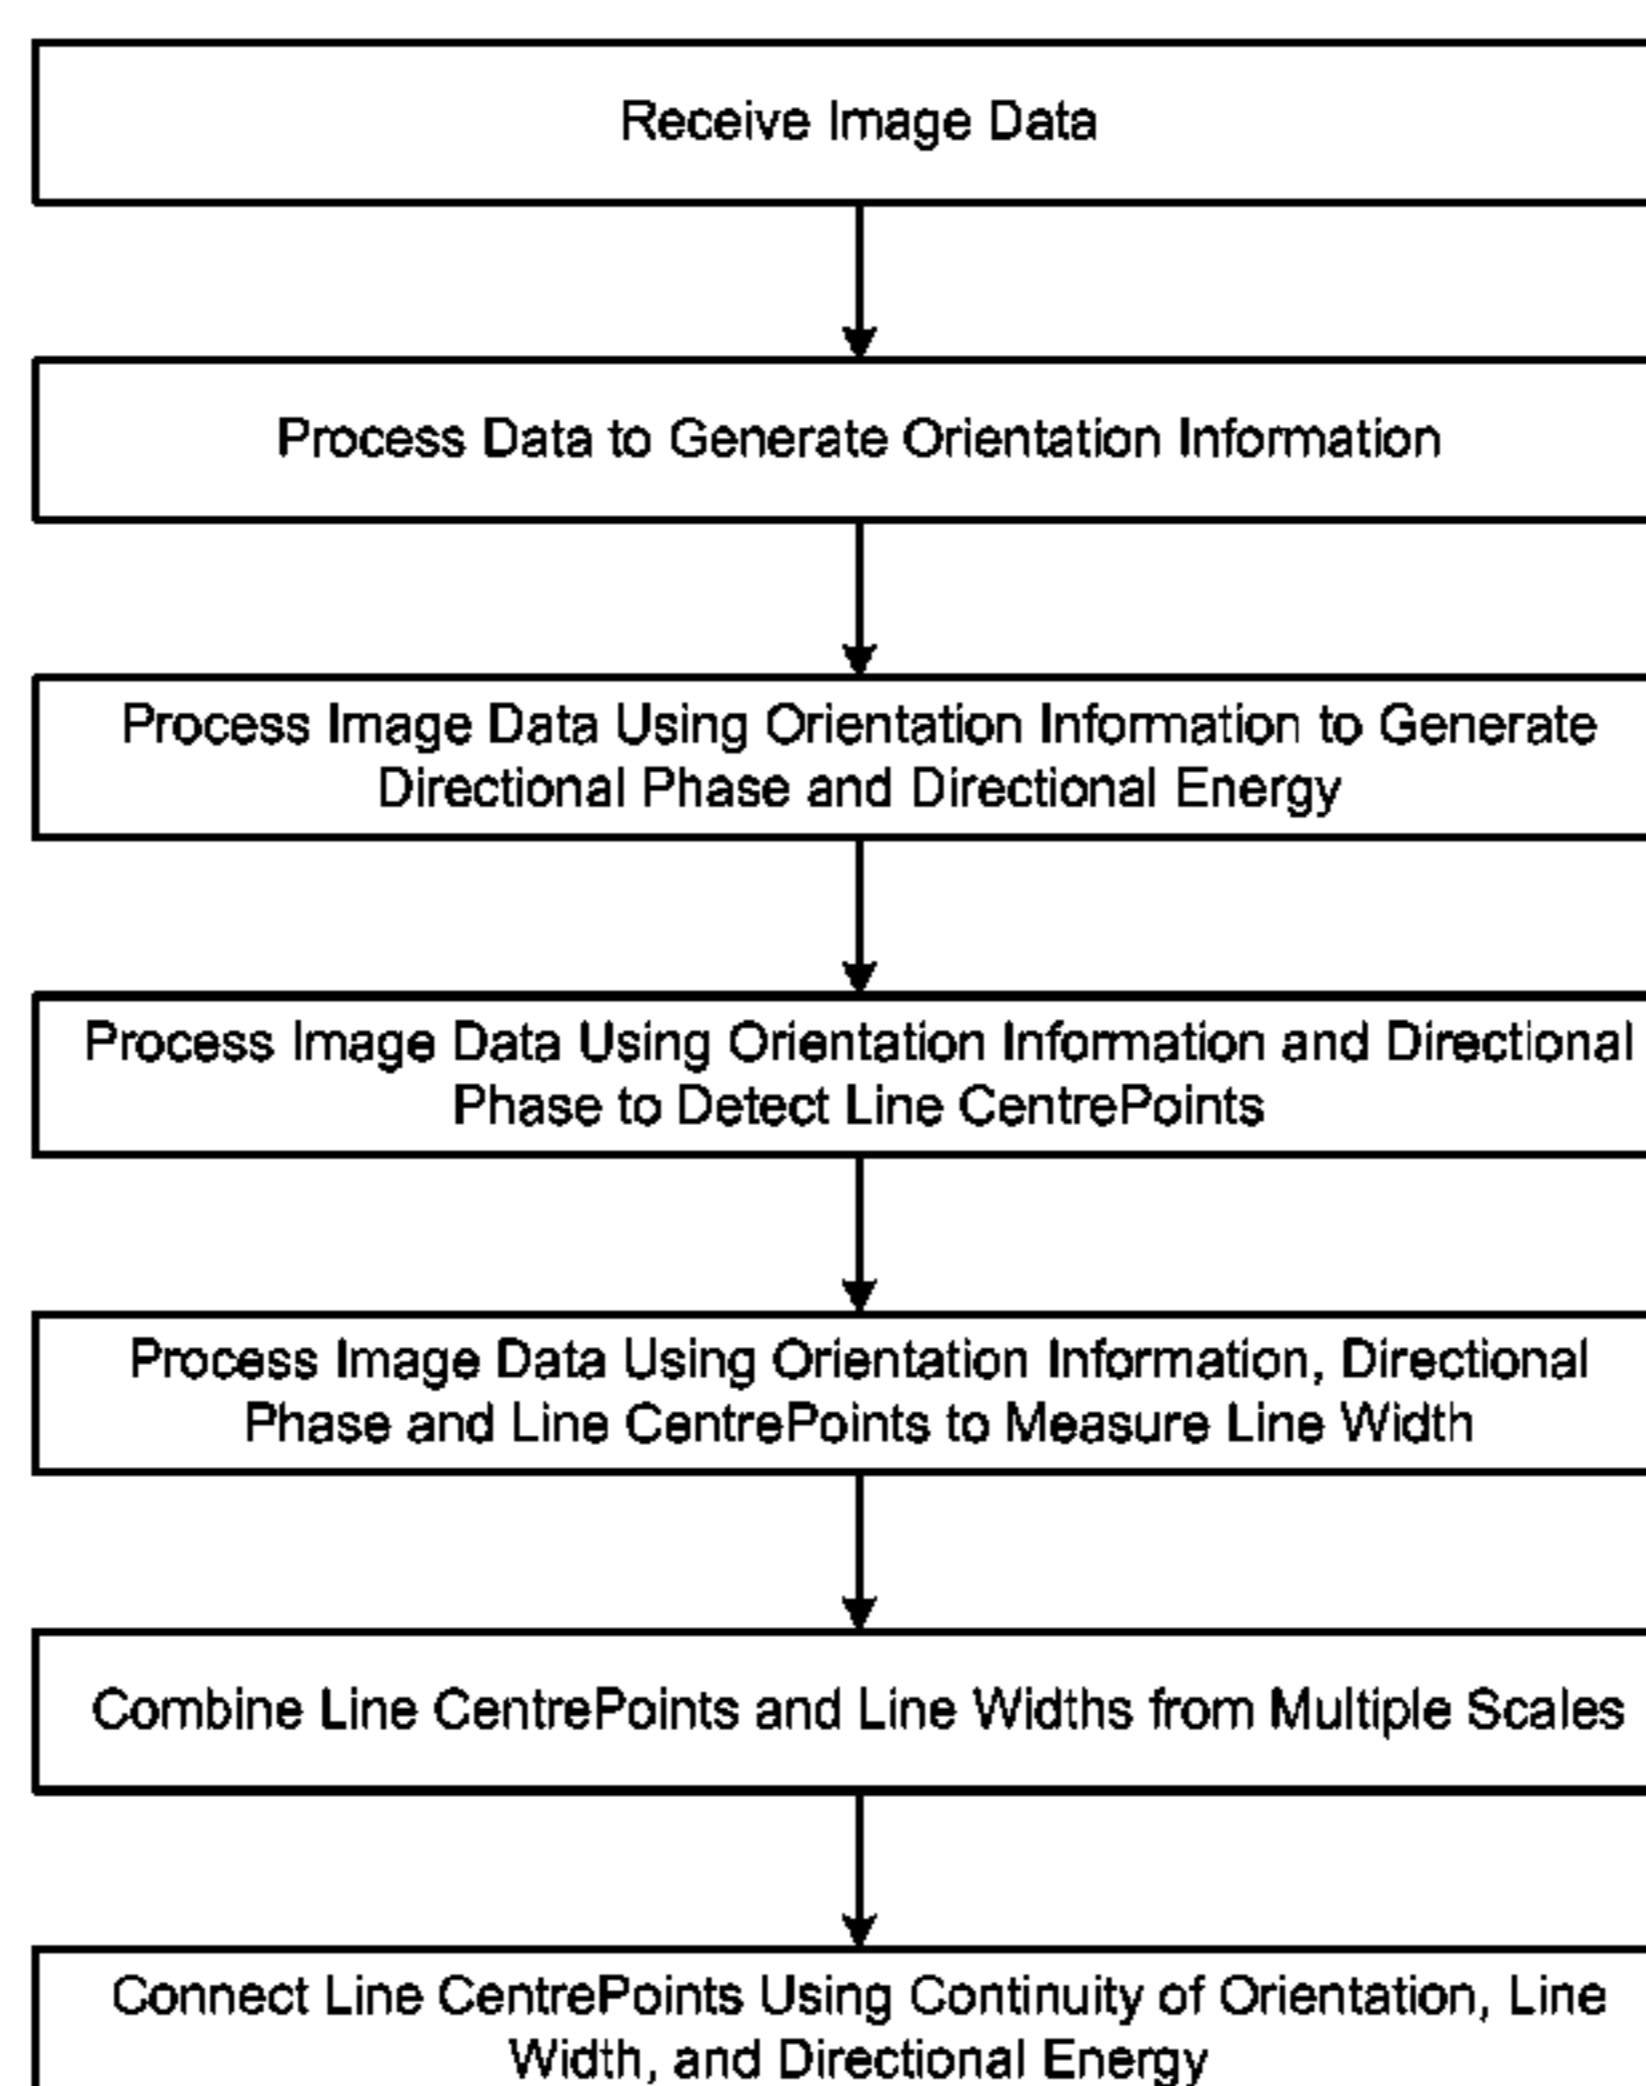 Receive Image Data
Process Data to Generate Orientation Information
Process Image Data Using Orientation Information to Generate
Directional Phase and Directional Energy
Process Image Data Using Orientation Information and Directional
Phase to Detect Line CentrePoints
Process Image Data Using Orientation Information, Directional
Phase and Line CentrePoints to Measure Line Width
Combine Line CentrePoints and Line Widths from Multiple Scales
Connect Line CentrePoints Using Continuity of Orientation, Line
Width, and Directional Energy